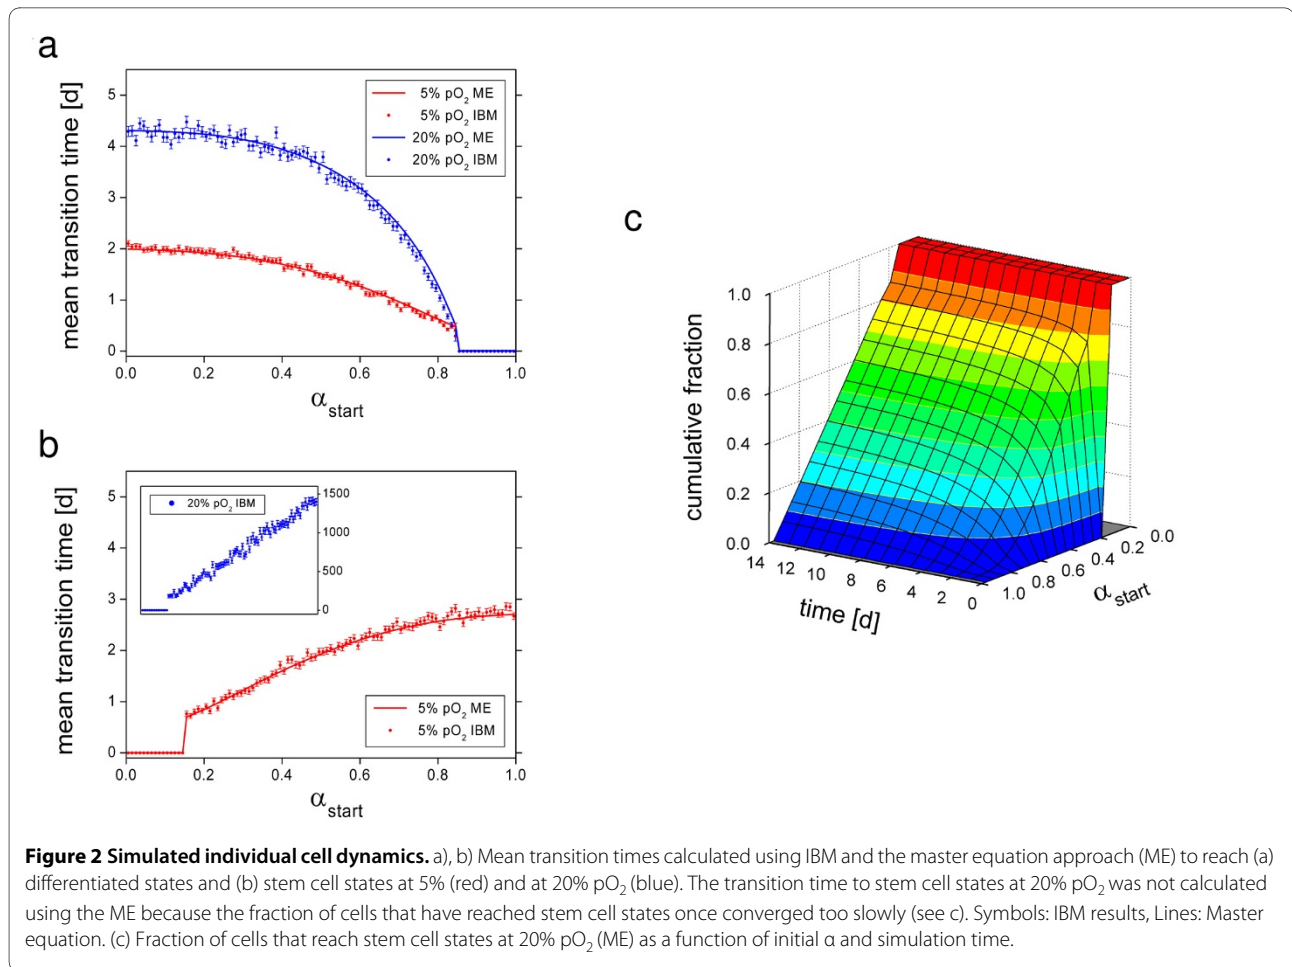 a
mean transition time [d]
5
4
3
2
1
0
0.0 0.2 0.4 0.6 0.8 1.0
α start
5% pO2 ME
5% pO2 IBM
20% pO2 ME
20% pO2 IBM
b
mean transition time [d]
5
4
3
2
1
0
0.0 0.2 0.4 0.6 0.8 1.0
α start
20% pO2 IBM
1500
1000
500
0
5% pO2 ME
5% pO2 IBM
c
cumulative fraction
1.0
0.8
0.6
0.4
0.2
0.0
14 12 10 8 6 4 2 0
time [d]
1.0 0.8 0.6 0.4 0.2 0.0
α start
Figure 2 Simulated individual cell dynamics. a), b) Mean transition times calculated using IBM and the master equation approach (ME) to reach (a)
differentiated states and (b) stem cell states at 5% (red) and at 20% pO2 (blue). The transition time to stem cell states at 20% pO2 was not calculated
using the ME because the fraction of cells that have reached stem cell states once converged too slowly (see c). Symbols: IBM results, Lines: Master
equation. (c) Fraction of cells that reach stem cell states at 20% pO2 (ME) as a function of initial α and simulation time.